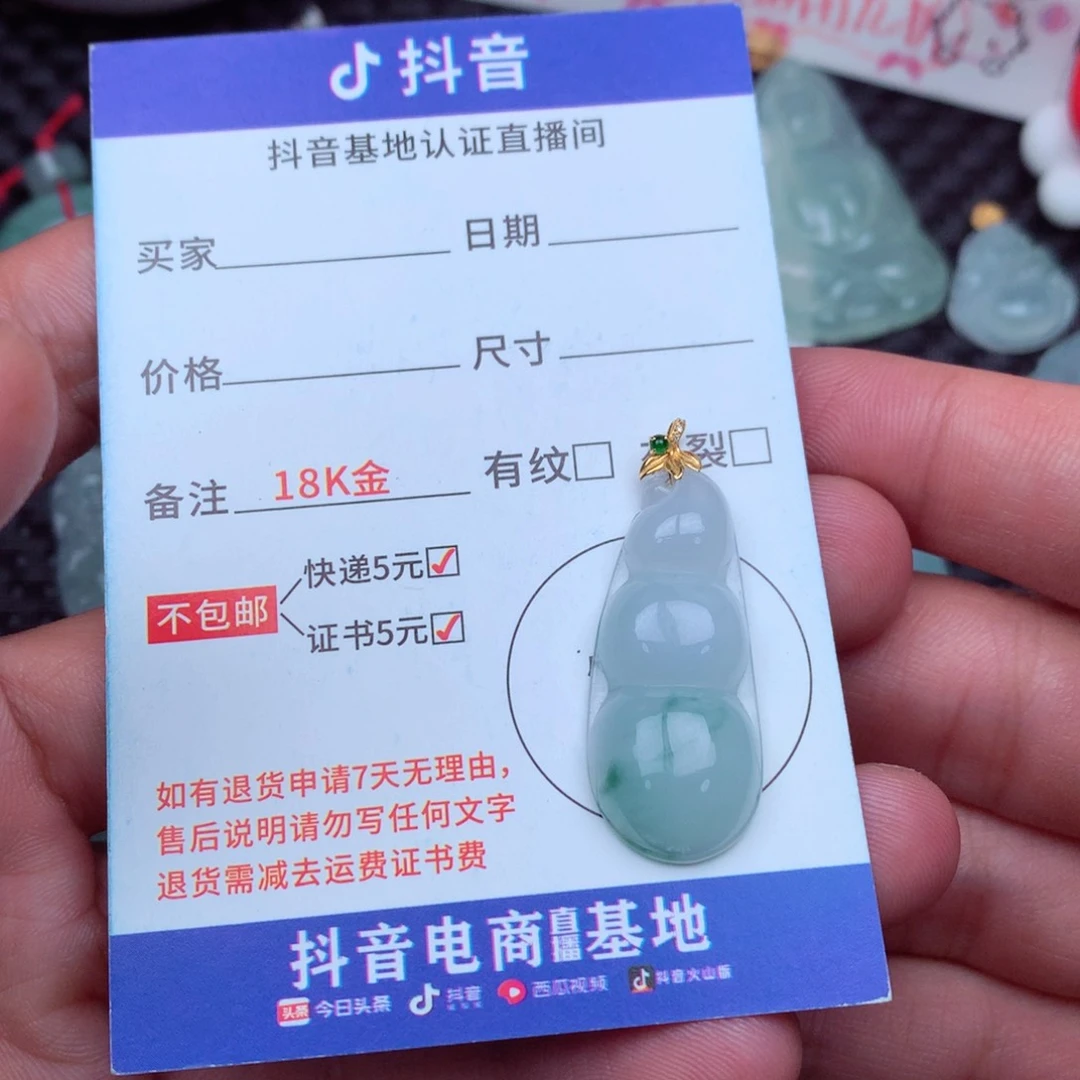 抖音
抖音基地认证直播间
买家 日期
价格 尺寸
备注 18K金 有纹 裂
不包邮
快递5元
证书5元
如有退货申请7天无理由，
售后说明请勿写任何文字
退货需减去运费证书费
抖音电商直播基地
头条 今日头条 抖音 西瓜视频 抖音火山版